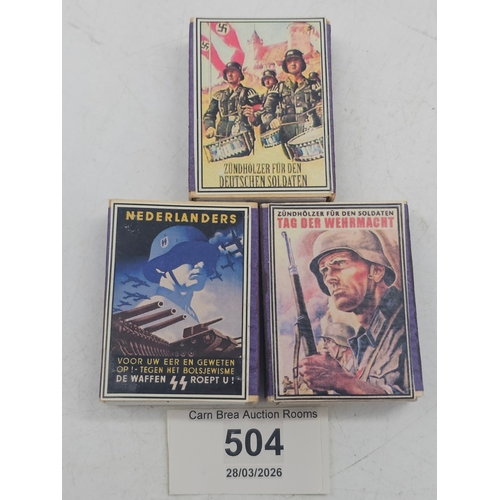 ZÜNDHÖLZER FÜR DEN
DEUTSCHEN SOLDATEN
NEDERLANDERS
VOOR UW EER EN GEWETEN
OP!-TEGEN HET BOLSJEWISME
DE WAFFEN SS ROEPT U!
ZÜNDHÖLZER FÜR DEN SOLDATEN
TAG DER WEHRMACHT
Carn Brea Auction Rooms
504
28/03/2026